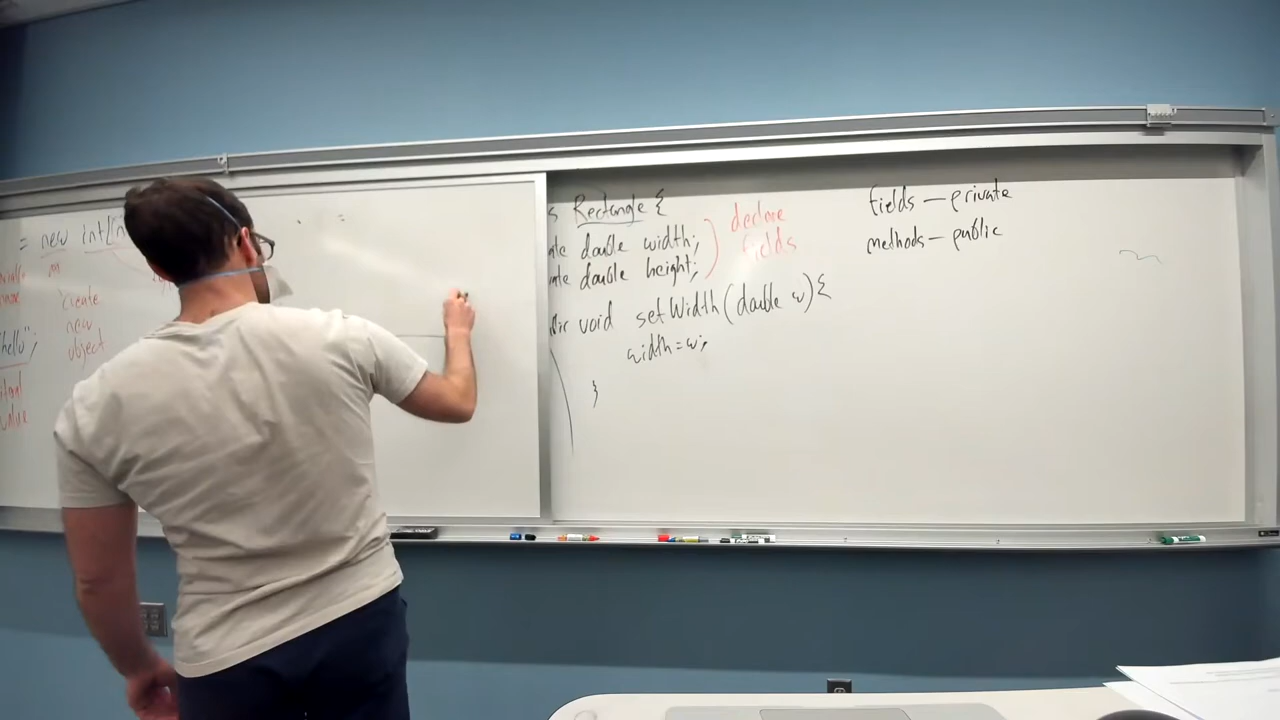 = new int[
create
new
object
"hello";
value
s Rectangle {
ate double width;
ate double height;
declare
fields
lic void setWidth(double w){
width=w;
}
fields — private
methods — public